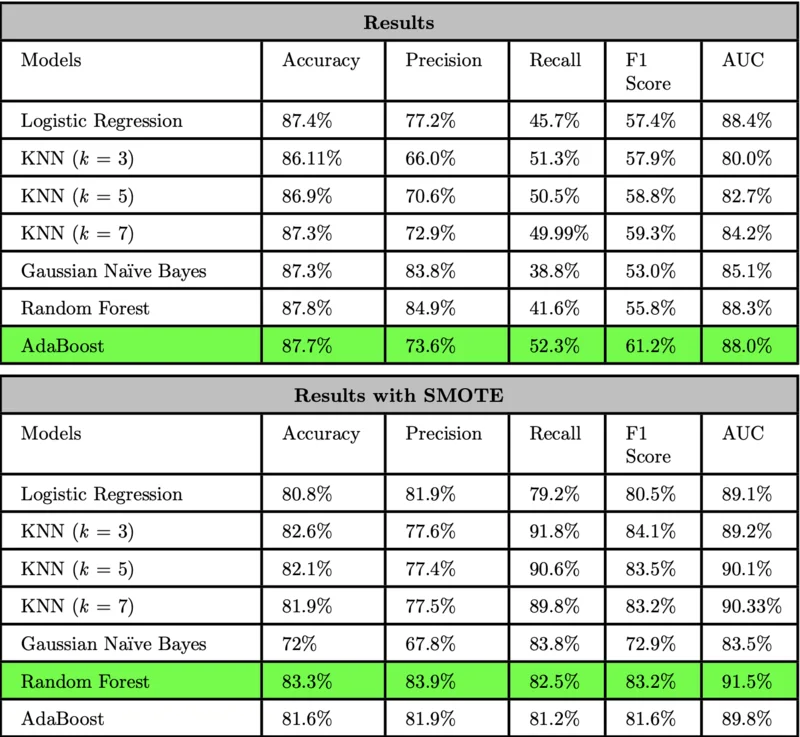 Results
Models Accuracy Precision Recall F1 Score AUC
Logistic Regression 87.4% 77.2% 45.7% 57.4% 88.4%
KNN (k = 3) 86.11% 66.0% 51.3% 57.9% 80.0%
KNN (k = 5) 86.9% 70.6% 50.5% 58.8% 82.7%
KNN (k = 7) 87.3% 72.9% 49.99% 59.3% 84.2%
Gaussian Naïve Bayes 87.3% 83.8% 38.8% 53.0% 85.1%
Random Forest 87.8% 84.9% 41.6% 55.8% 88.3%
AdaBoost 87.7% 73.6% 52.3% 61.2% 88.0%
Results with SMOTE
Models Accuracy Precision Recall F1 Score AUC
Logistic Regression 80.8% 81.9% 79.2% 80.5% 89.1%
KNN (k = 3) 82.6% 77.6% 91.8% 84.1% 89.2%
KNN (k = 5) 82.1% 77.4% 90.6% 83.5% 90.1%
KNN (k = 7) 81.9% 77.5% 89.8% 83.2% 90.33%
Gaussian Naïve Bayes 72% 67.8% 83.8% 72.9% 83.5%
Random Forest 83.3% 83.9% 82.5% 83.2% 91.5%
AdaBoost 81.6% 81.9% 81.2% 81.6% 89.8%